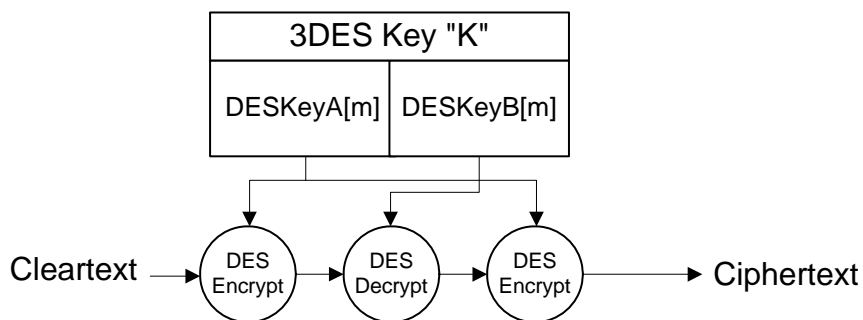 3DES Key "K"
DESKeyA[m] DESKeyB[m]
Cleartext
DES
Encrypt
DES
Decrypt
DES
Encrypt
Ciphertext